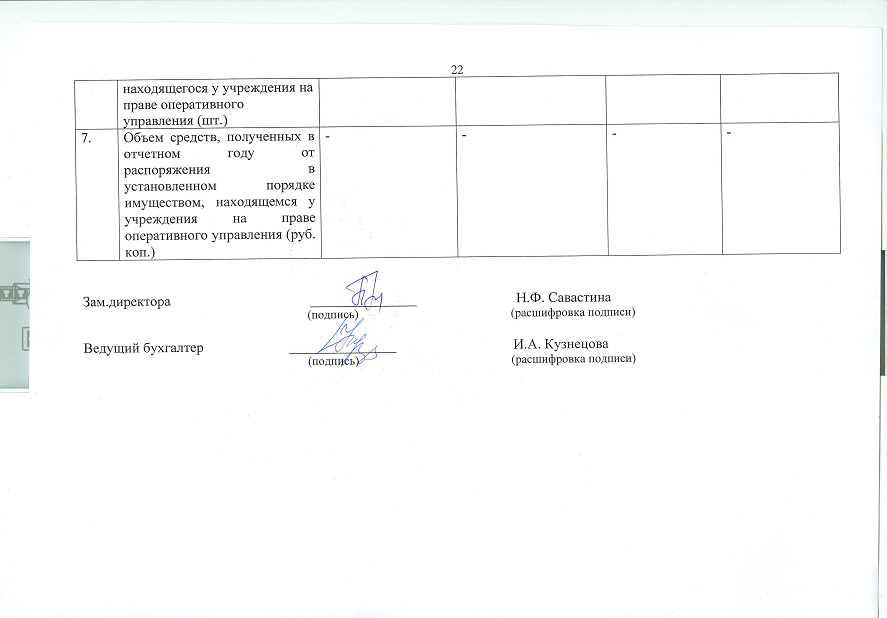 22
находящегося у учреждения на
праве оперативного
управления (шт.)
7. Объем средств, полученных в - - - -
отчетном году от
распоряжения в
установленном порядке
имуществом, находящемся у
учреждения на праве
оперативного управления (руб.
коп.)
Зам.директора Н.Ф. Савастина
(подпись) (расшифровка подписи)
Ведущий бухгалтер И.А. Кузнецова
(подпись) (расшифровка подписи)